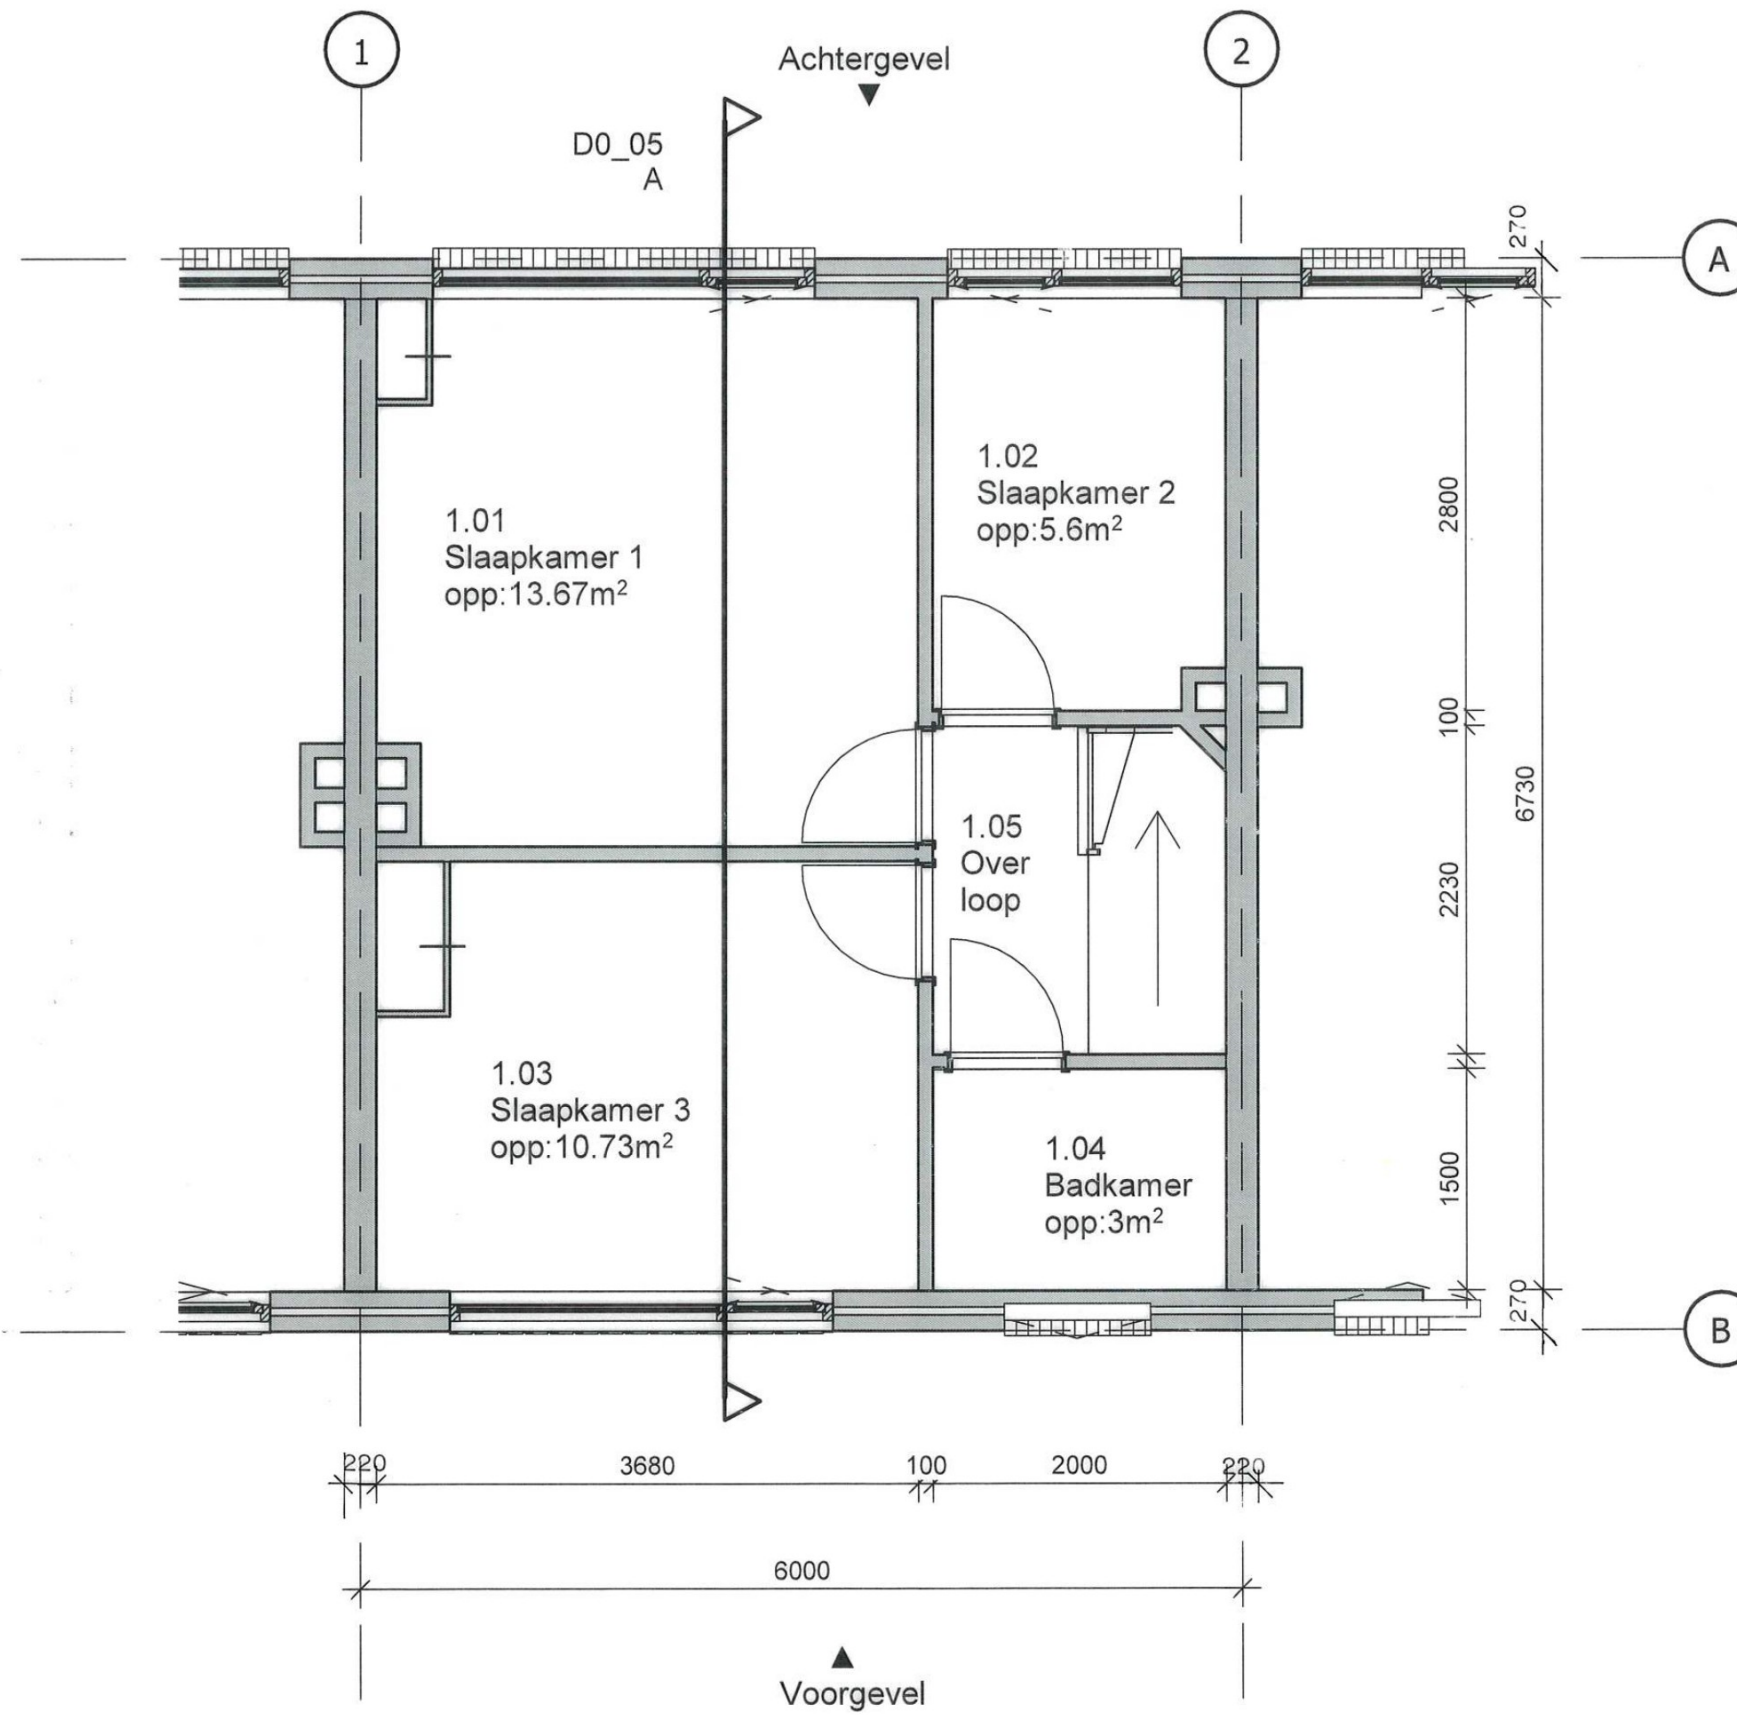 1
2
Achtergevel
D0_05
A
270
A
1.02
Slaapkamer 2
opp:5.6m²
1.01
Slaapkamer 1
opp:13.67m²
2800
100
6730
1.05
Over
loop
2230
1.03
Slaapkamer 3
opp:10.73m²
1.04
Badkamer
opp:3m²
1500
270
B
220
3680
100
2000
220
6000
Voorgevel